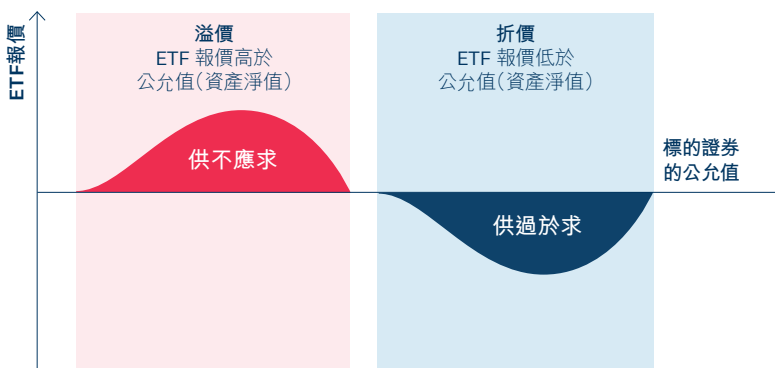 ETF報價
溢價
ETF 報價高於
公允值(資產淨值)
供不應求
折價
ETF 報價低於
公允值(資產淨值)
供過於求
標的證券
的公允值